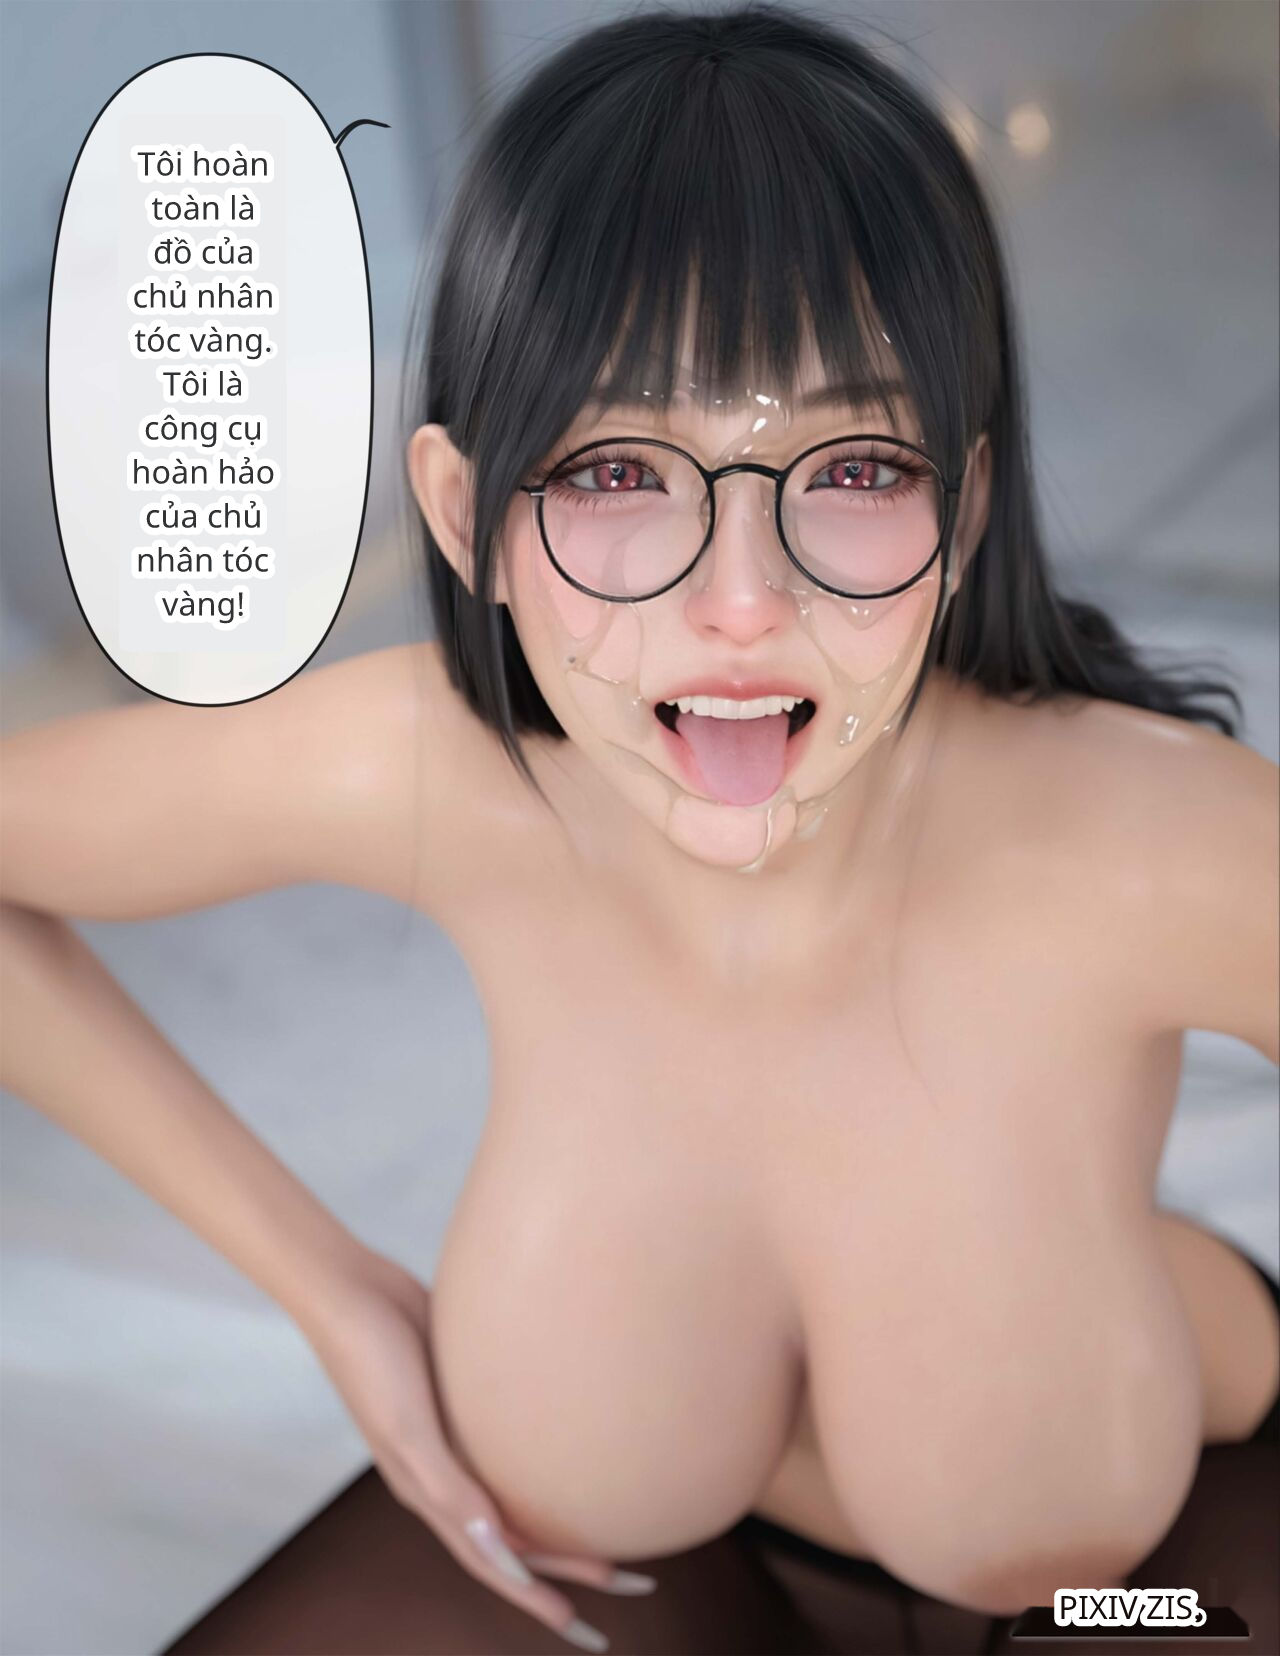 Tôi hoàn
toàn là
đồ của
chủ nhân
tóc vàng.
Tôi là
công cụ
hoàn hảo
của chủ
nhân tóc
vàng!
PIXIV ZIS,